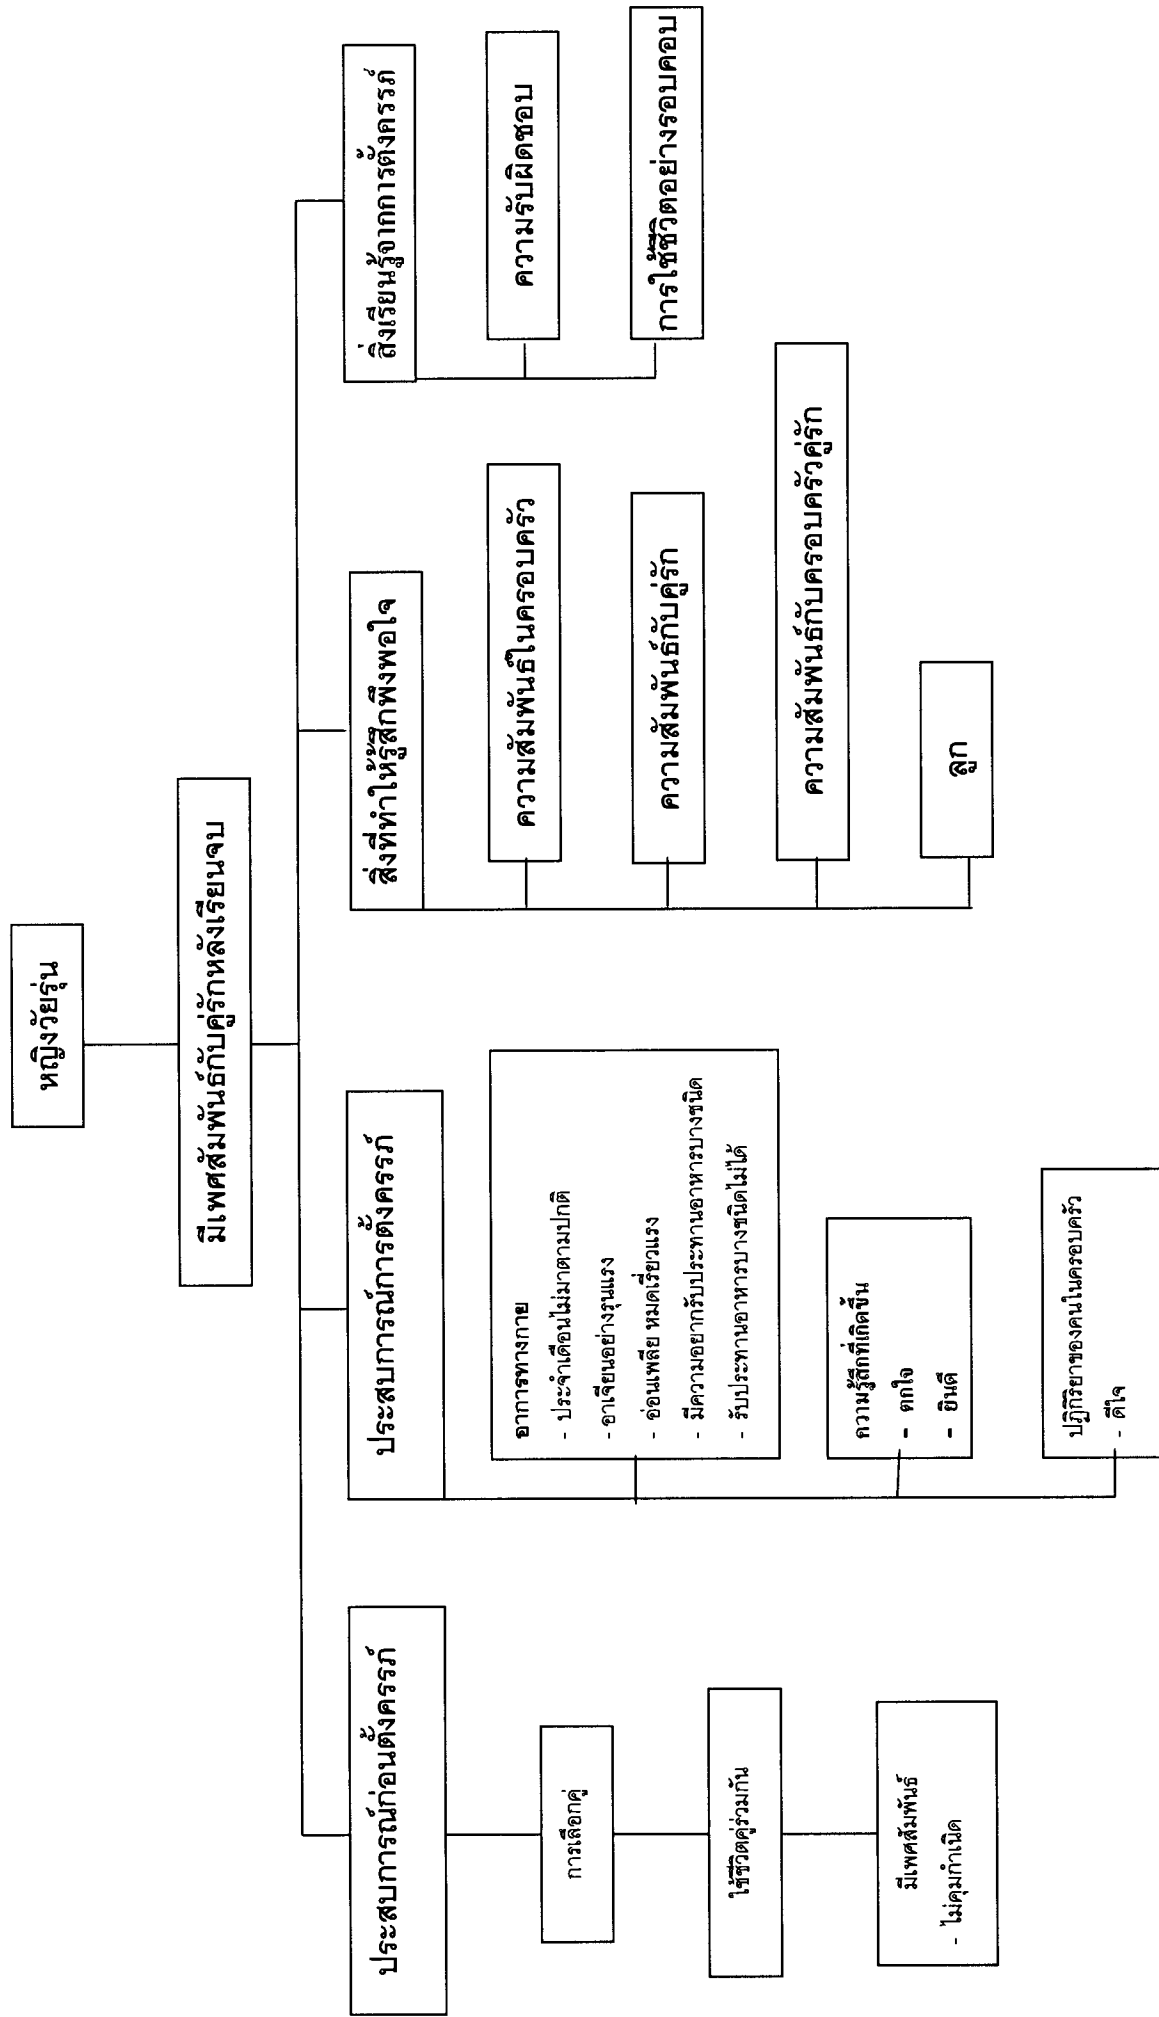 หญิงวัยรุ่น
มีเพศสัมพันธ์กับคู่รักหลังเรียนจบ
ประสบการณ์ก่อนตั้งครรภ์
การเลือกคู่
ใช้ชีวิตคู่ร่วมกัน
มีเพศสัมพันธ์
- ไม่คุมกำเนิด
ประสบการณ์การตั้งครรภ์
อาการทางกาย
- ประจำเดือนไม่มาตามปกติ
- อาเจียนอย่างรุนแรง
- อ่อนเพลีย หมดเรี่ยวแรง
- มีความอยากรับประทานอาหารบางชนิด
- รับประทานอาหารบางชนิดไม่ได้
ความรู้สึกที่เกิดขึ้น
- ตกใจ
- ยินดี
ปฏิกิริยาของคนในครอบครัว
- ดีใจ
สิ่งที่ทำให้รู้สึกพึงพอใจ
ความสัมพันธ์ในครอบครัว
ความสัมพันธ์กับคู่รัก
ความสัมพันธ์กับครอบครัวคู่รัก
ลูก
สิ่งเรียนรู้จากการตั้งครรภ์
ความรับผิดชอบ
การใช้ชีวิตอย่างรอบคอบ